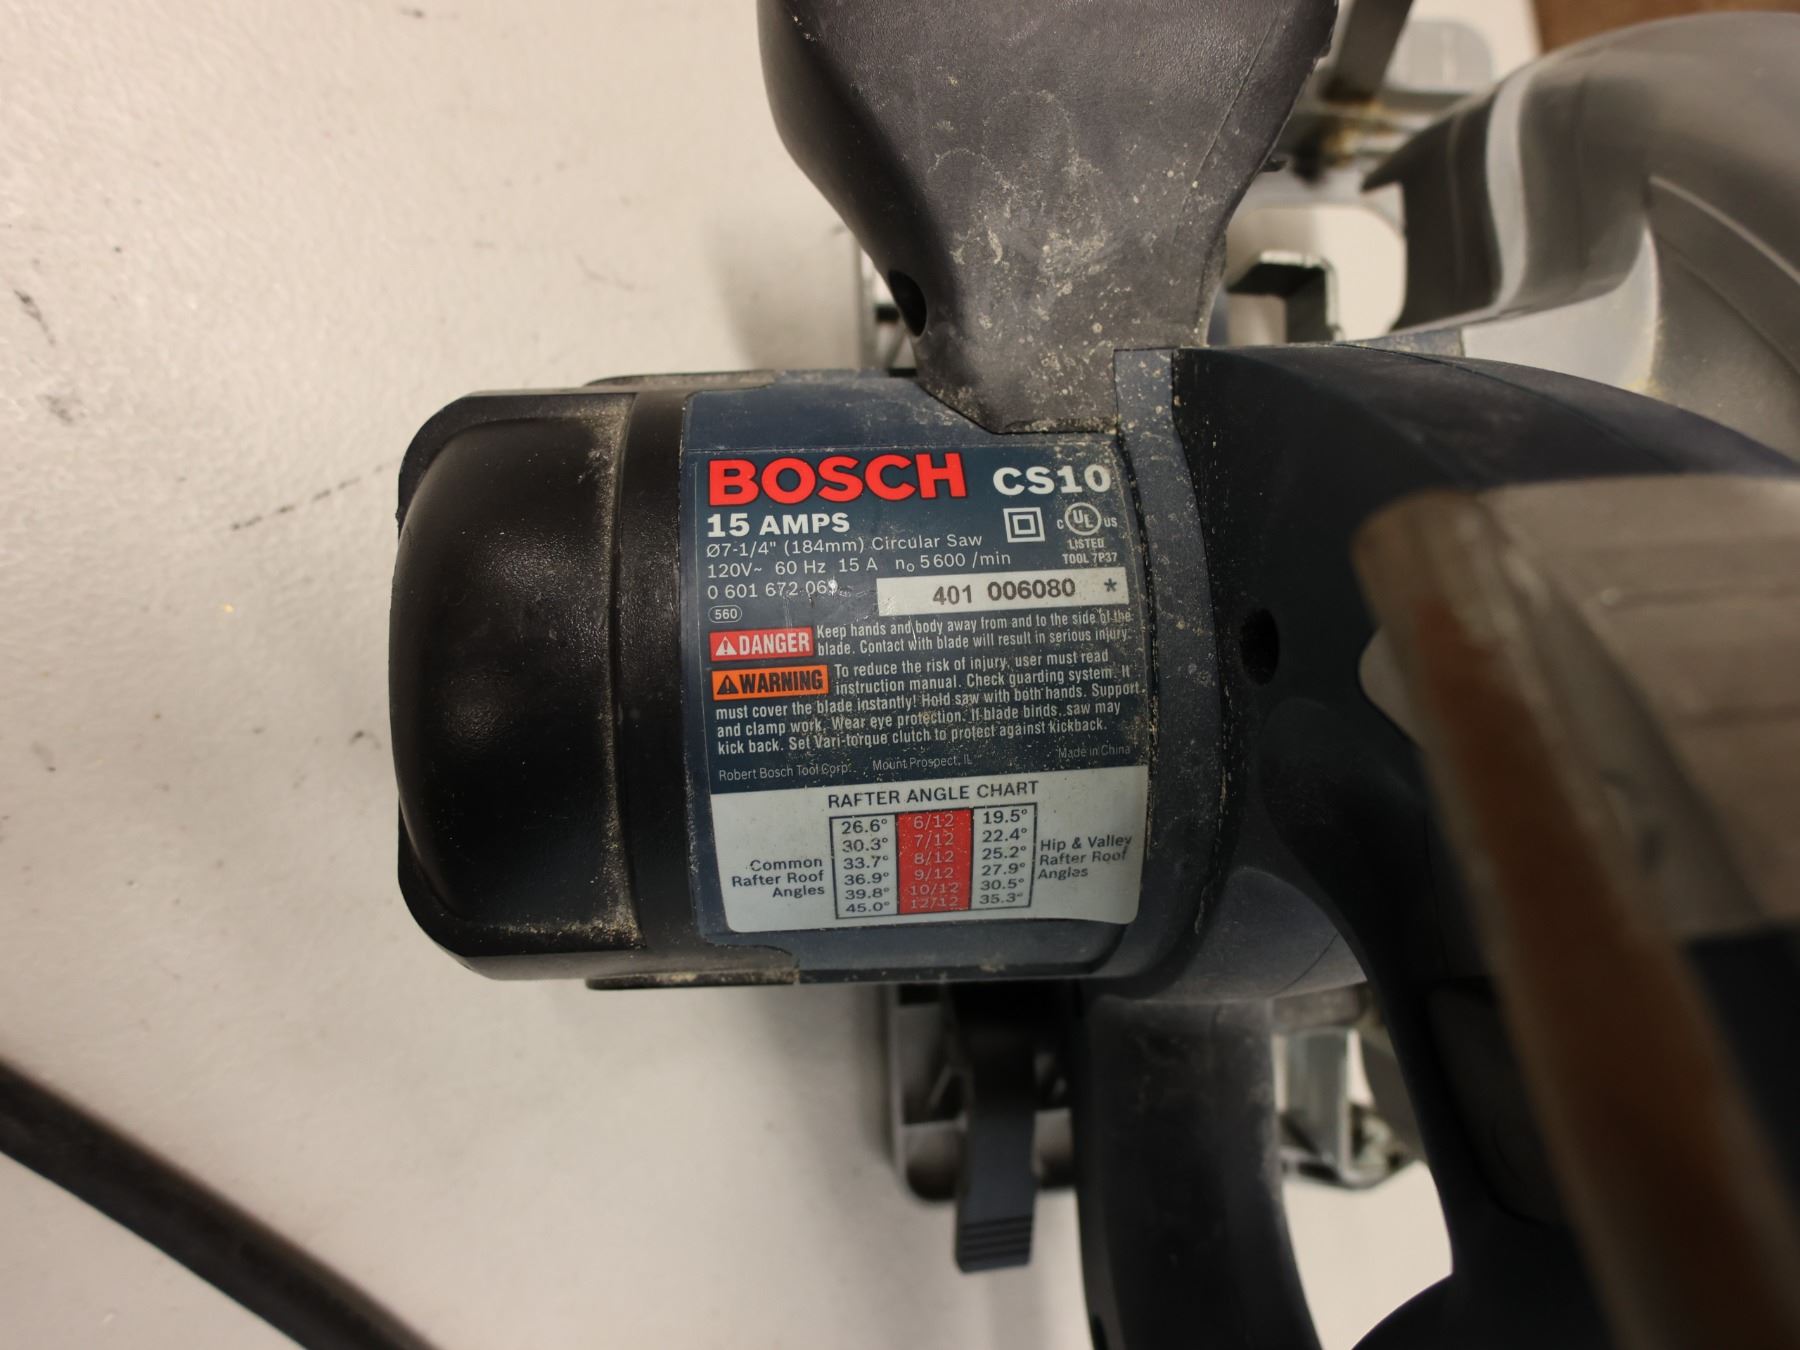 BOSCH CS10
15 AMPS
Ø7-1/4" (184mm) Circular Saw
120V~ 60 Hz 15 A n₀ 5600 /min
C UL US
LISTED
TOOL 7P37
0 601 672 069
401 006080 *
560
DANGER Keep hands and body away from and to the side of the
blade. Contact with blade will result in serious injury.
WARNING To reduce the risk of injury, user must read
instruction manual. Check guarding system. It
must cover the blade instantly! Hold saw with both hands. Support
and clamp work. Wear eye protection. If blade binds, saw may
kick back. Set Vari-torque clutch to protect against kickback.
Robert Bosch Tool Corp. Mount Prospect, IL Made in China
RAFTER ANGLE CHART
Common
Rafter Roof
Angles
26.6° 6/12 19.5°
30.3° 7/12 22.4°
33.7° 8/12 25.2°
36.9° 9/12 27.9°
39.8° 10/12 30.5°
45.0° 12/12 35.3°
Hip & Valley
Rafter Roof
Angles